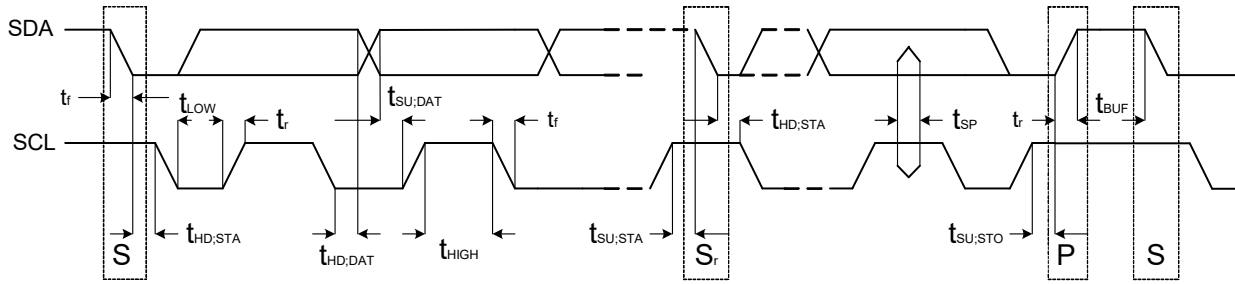 SDA
tf tLOW tr tSU;DAT tf tHD;STA tSP tr tBUF
SCL
tHD;STA tHD;DAT tHIGH tSU;STA tSU;STO
S Sr P S